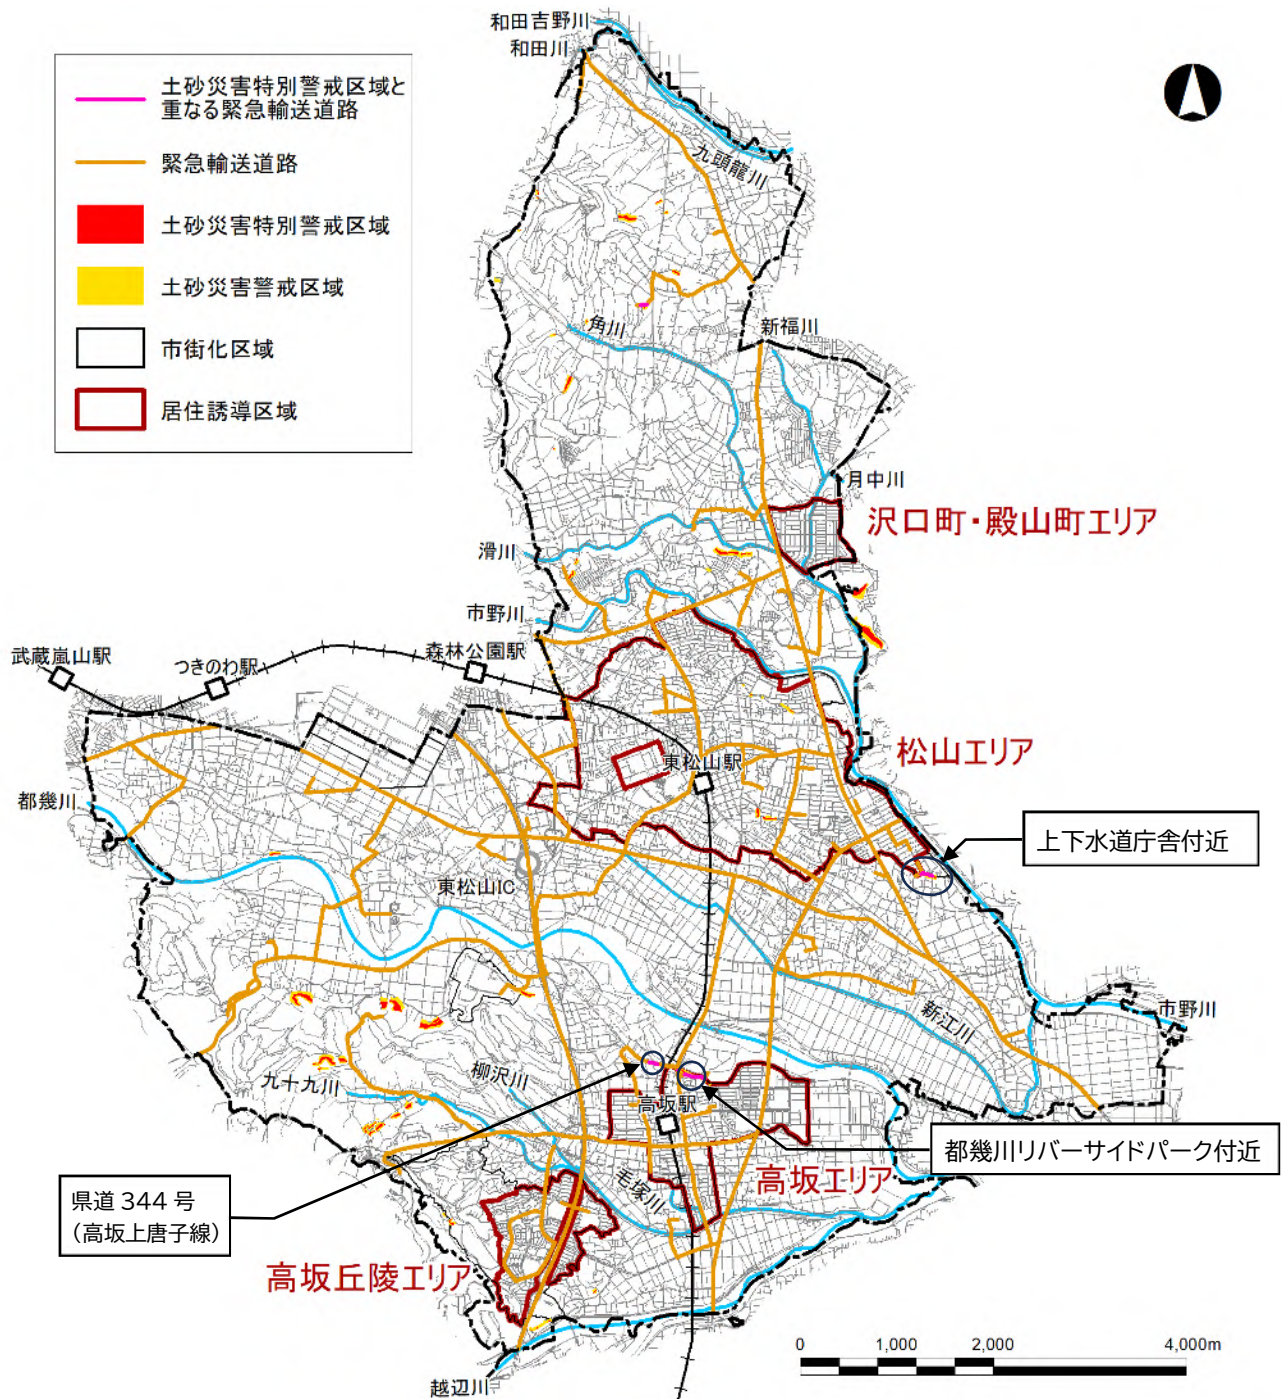 和田吉野川
和田川
土砂災害特別警戒区域と
重なる緊急輸送道路
緊急輸送道路
土砂災害特別警戒区域
土砂災害警戒区域
市街化区域
居住誘導区域
九頭龍川
角川
新福川
月中川
沢口町・殿山町エリア
滑川
市野川
武蔵嵐山駅
つきのわ駅
森林公園駅
東松山駅
松山エリア
都幾川
上下水道庁舎付近
東松山IC
新江川
市野川
九十九川
柳沢川
高坂駅
都幾川リバーサイドパーク付近
高坂エリア
毛塚川
県道 344 号
（高坂上唐子線）
高坂丘陵エリア
越辺川
0 1,000 2,000 4,000m